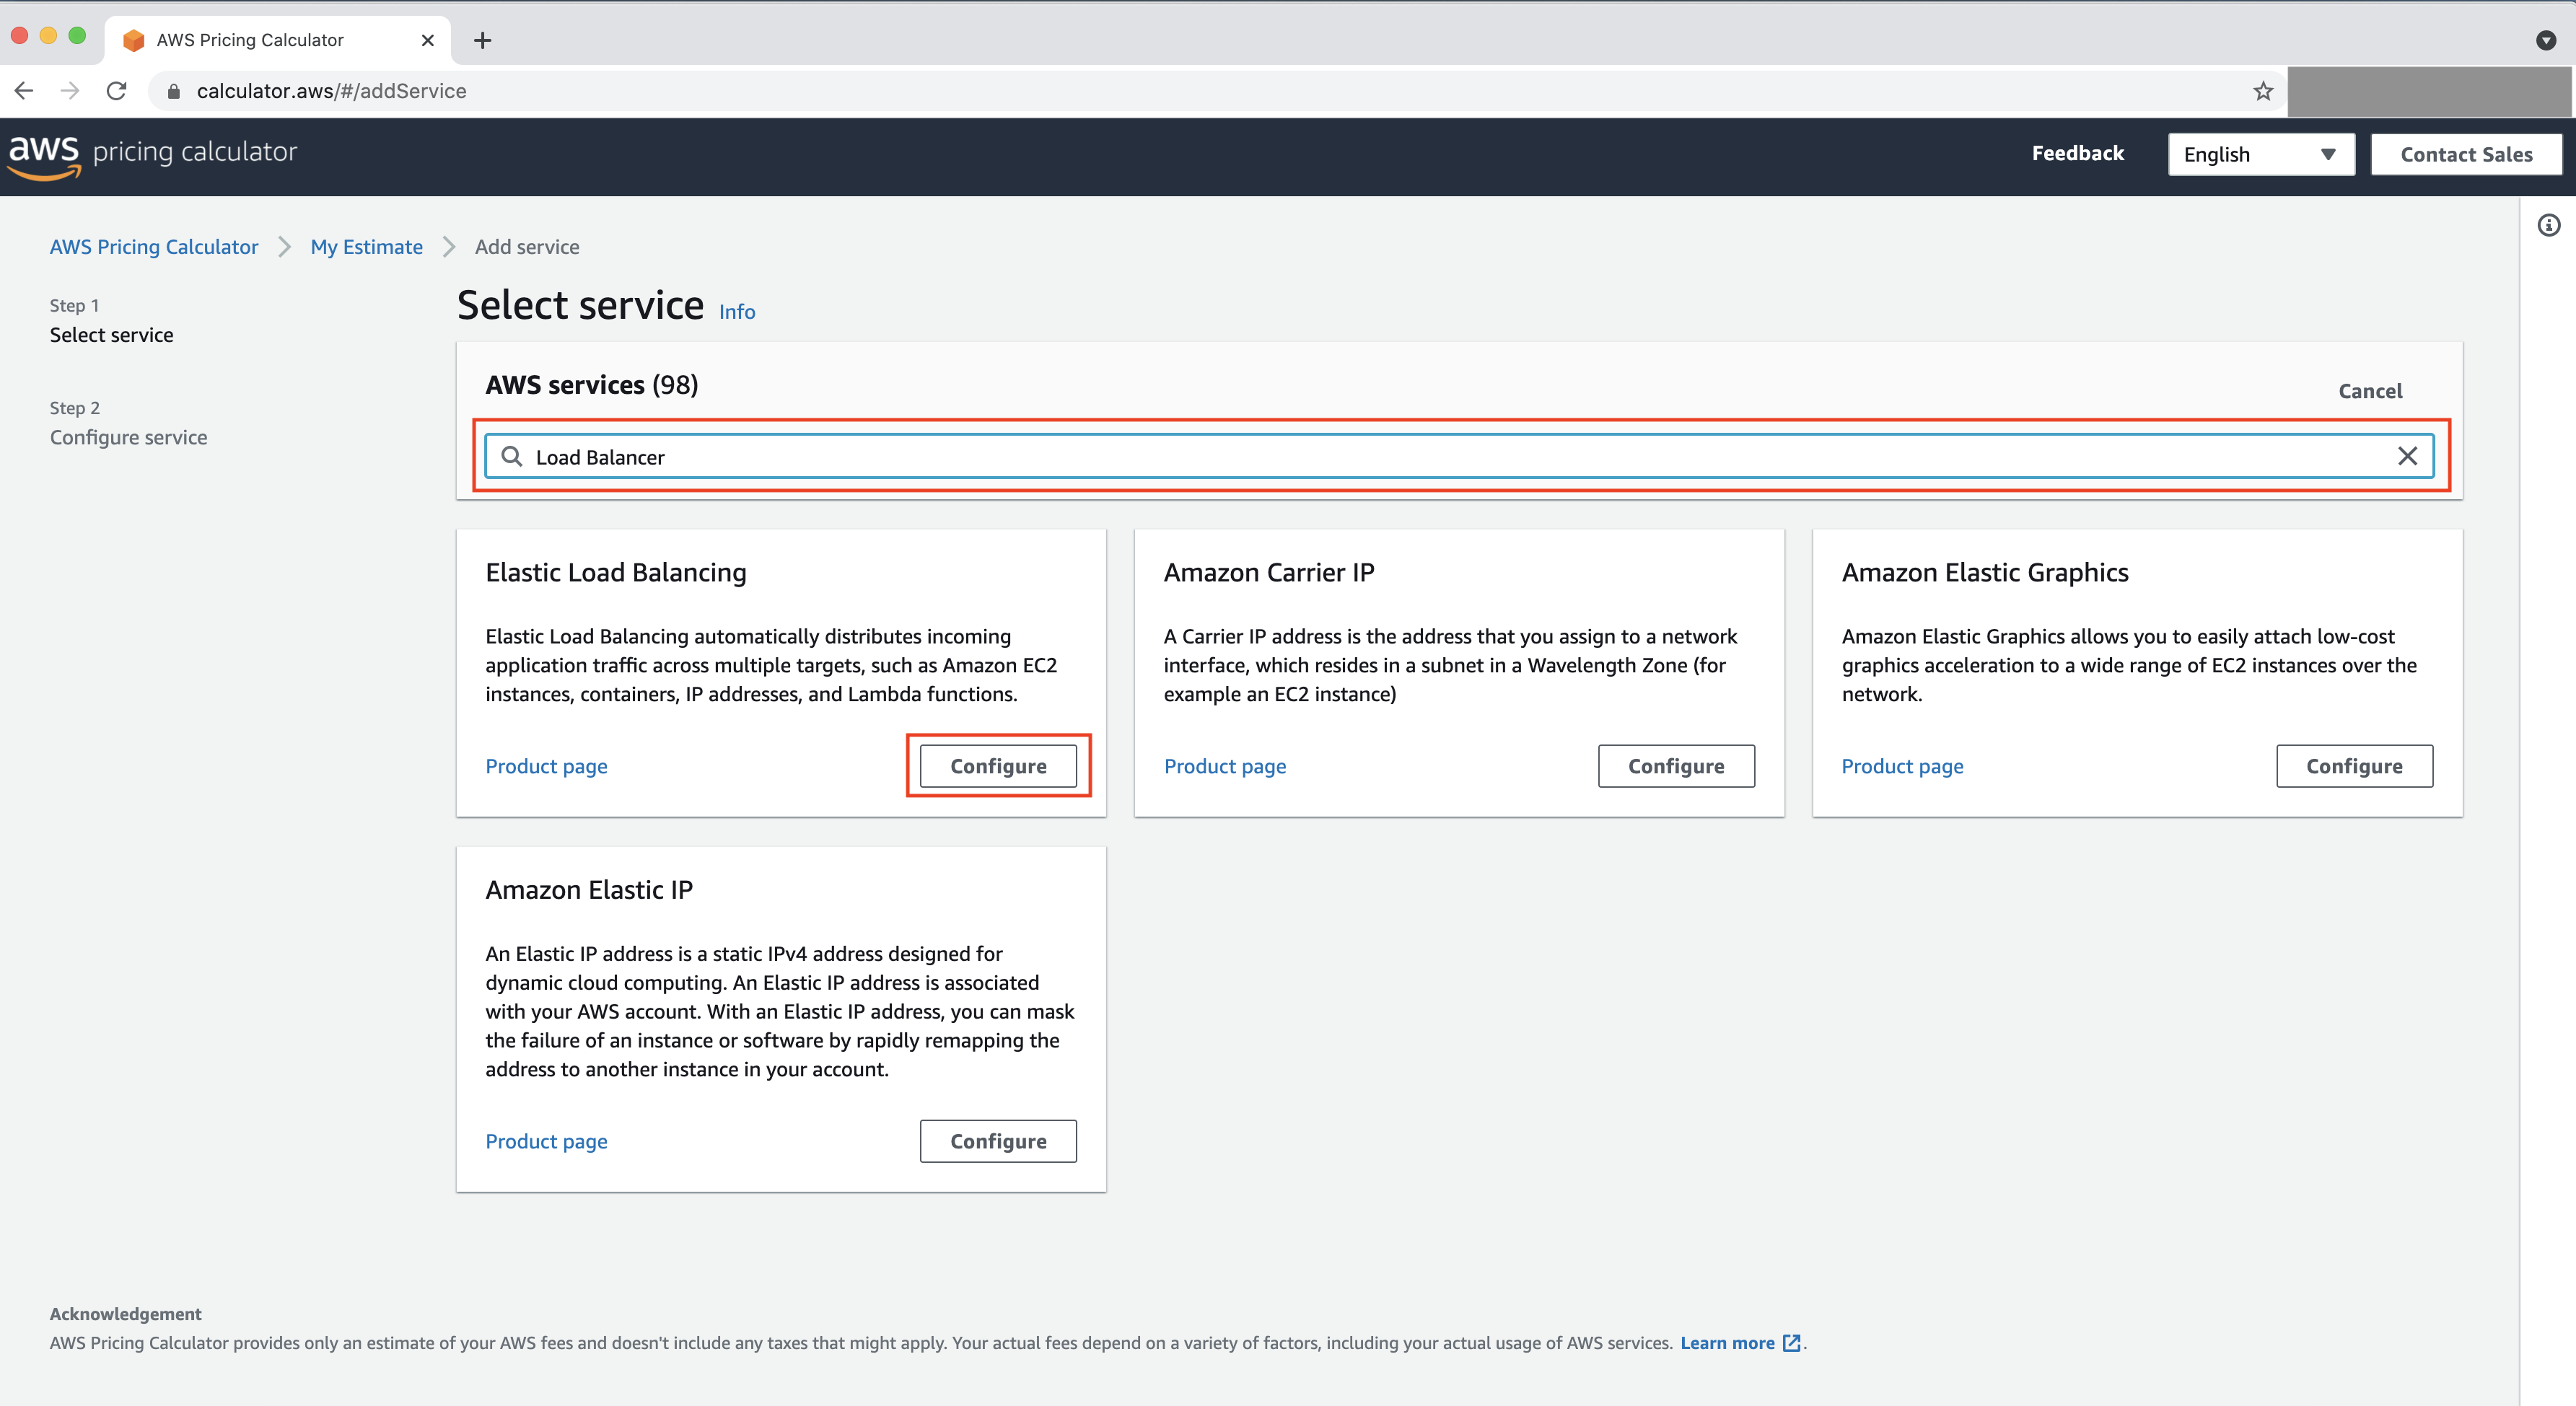 AWS Pricing Calculator
calculator.aws/#/addService
aws pricing calculator
Feedback
English
Contact Sales
AWS Pricing Calculator
My Estimate
Add service
Step 1
Select service
Step 2
Configure service
Select service Info
AWS services (98)
Cancel
Load Balancer
Elastic Load Balancing
Elastic Load Balancing automatically distributes incoming
application traffic across multiple targets, such as Amazon EC2
instances, containers, IP addresses, and Lambda functions.
Product page
Configure
Amazon Carrier IP
A Carrier IP address is the address that you assign to a network
interface, which resides in a subnet in a Wavelength Zone (for
example an EC2 instance)
Product page
Configure
Amazon Elastic Graphics
Amazon Elastic Graphics allows you to easily attach low-cost
graphics acceleration to a wide range of EC2 instances over the
network.
Product page
Configure
Amazon Elastic IP
An Elastic IP address is a static IPv4 address designed for
dynamic cloud computing. An Elastic IP address is associated
with your AWS account. With an Elastic IP address, you can mask
the failure of an instance or software by rapidly remapping the
address to another instance in your account.
Product page
Configure
Acknowledgement
AWS Pricing Calculator provides only an estimate of your AWS fees and doesn't include any taxes that might apply. Your actual fees depend on a variety of factors, including your actual usage of AWS services. Learn more .